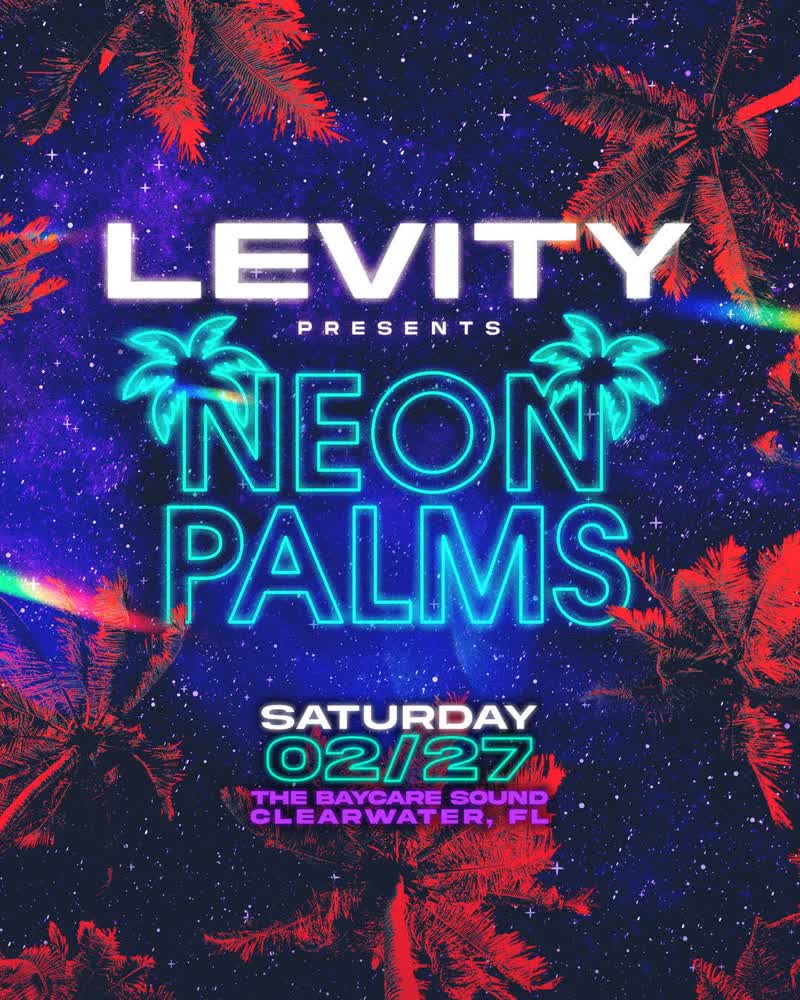 LEVITY
PRESENTS
NEON
PALMS
SATURDAY
02/27
THE BAYCARE SOUND
CLEARWATER, FL